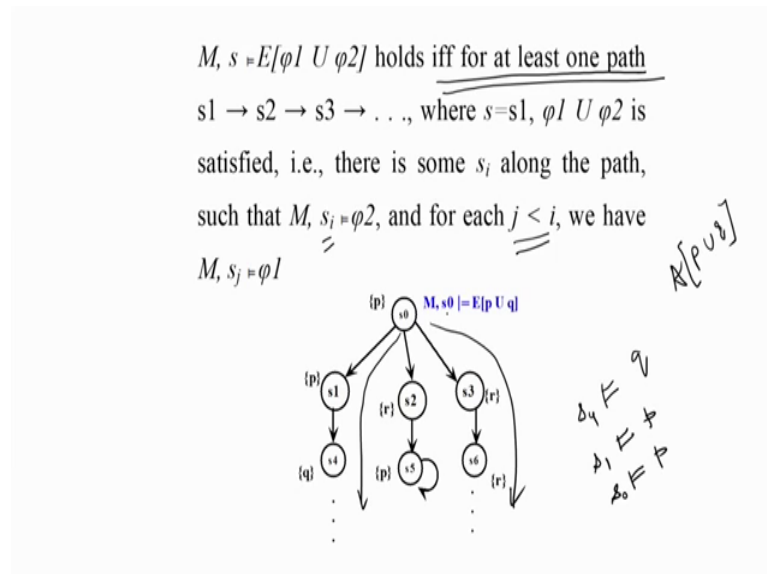 M, s ⊨E[φ1 U φ2] holds iff for at least one path
s1 → s2 → s3 → . . ., where s=s1, φ1 U φ2 is
satisfied, i.e., there is some si along the path,
such that M, si ⊨φ2, and for each j < i, we have
M, sj ⊨φ1
A[p U q]
{p} s0 M, s0 |= E[p U q]
{p} s1 {r} s2 s3 {r}
{q} s4 {p} s5 s6 {r}
s4 ⊨ q
s1 ⊨ p
s0 ⊨ p